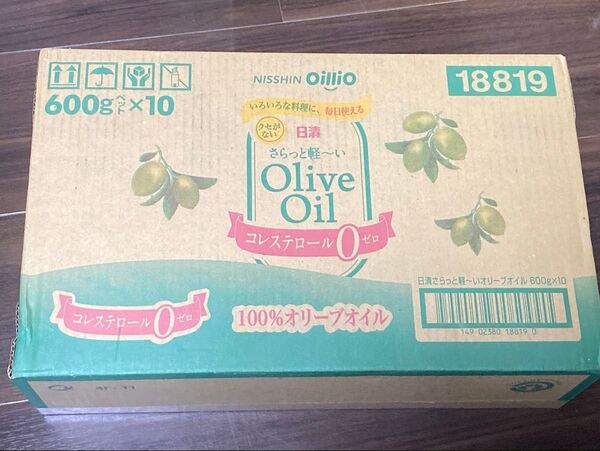 NISSHIN OilliO
18819
600g ペット ×10
いろいろな料理に、毎日使える
クセがない
日清
さらっと軽~い
Olive
Oil
コレステロール0ゼロ
日清さらっと軽~いオリーブオイル 600g×10
コレステロール0ゼロ
100%オリーブオイル
149 02380 18819 0